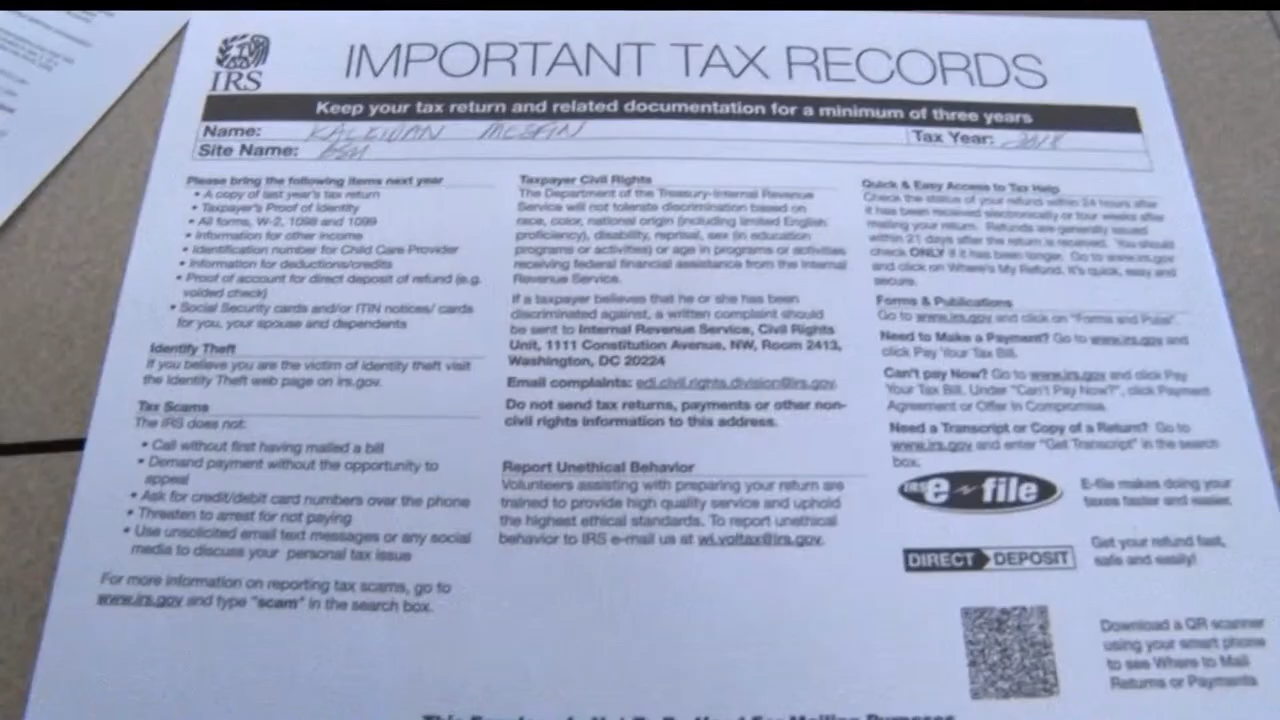 IRS
IMPORTANT TAX RECORDS
Keep your tax return and related documentation for a minimum of three years
Name: KALKIDAN
Tax Year: 2018
Site Name:
Please bring the following items next year
• A copy of last year's tax return
• Taxpayer's Proof of Identity
• All forms, W-2, 1098 and 1099
• Information for other income
• Identification number for Child Care Provider
• Information for deductions/credits
• Proof of account for direct deposit of refund (e.g.
voided check)
• Social Security cards and/or ITIN notices/ cards
for you, your spouse and dependents
Identity Theft
If you believe you are the victim of identity theft visit
the Identity Theft web page on irs.gov.
Tax Scams
The IRS does not:
• Call without first having mailed a bill
• Demand payment without the opportunity to
appeal
• Ask for credit/debit card numbers over the phone
• Threaten to arrest for not paying
• Use unsolicited email text messages or any social
media to discuss your personal tax issue
For more information on reporting tax scams, go to
www.irs.gov and type "scam" in the search box.
Taxpayer Civil Rights
The Department of the Treasury-Internal Revenue
Service will not tolerate discrimination based on
race, color, national origin (including limited English
proficiency), disability, reprisal, sex (in education
programs or activities) or age in programs or activities
receiving federal financial assistance from the Internal
Revenue Service.
If a taxpayer believes that he or she has been
discriminated against, a written complaint should
be sent to Internal Revenue Service, Civil Rights
Unit, 1111 Constitution Avenue, NW, Room 2413,
Washington, DC 20224
Email complaints: edi.civil.rights.division@irs.gov.
Do not send tax returns, payments or other non-
civil rights information to this address.
Report Unethical Behavior
Volunteers assisting with preparing your return are
trained to provide high quality service and uphold
the highest ethical standards. To report unethical
behavior to IRS e-mail us at wi.voltax@irs.gov.
Quick & Easy Access to Tax Help
Check the status of your refund within 24 hours after
it has been received electronically or four weeks after
mailing your return. Refunds are generally issued
within 21 days after the return is received. You should
check ONLY if it has been longer. Go to www.irs.gov
and click on Where's My Refund. It's quick, easy and
secure.
Forms & Publications
Go to www.irs.gov and click on "Forms and Pubs".
Need to Make a Payment? Go to www.irs.gov and
click Pay Your Tax Bill.
Can't pay Now? Go to www.irs.gov and click Pay
Your Tax Bill. Under "Can't Pay Now?", click Payment
Agreement or Offer in Compromise.
Need a Transcript or Copy of a Return? Go to
www.irs.gov and enter "Get Transcript" in the search
box.
IRS e-file
E-file makes doing your
taxes faster and easier.
DIRECT DEPOSIT
Get your refund fast,
safe and easily!
Download a QR scanner
using your smart phone
to see Where to Mail
Returns or Payments